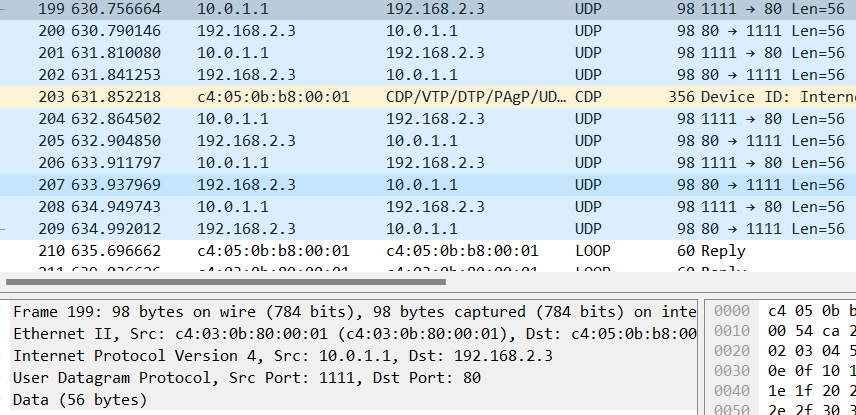 199 630.756664 10.0.1.1 192.168.2.3 UDP 98 1111 → 80 Len=56
200 630.790146 192.168.2.3 10.0.1.1 UDP 98 80 → 1111 Len=56
201 631.810080 10.0.1.1 192.168.2.3 UDP 98 1111 → 80 Len=56
202 631.841253 192.168.2.3 10.0.1.1 UDP 98 80 → 1111 Len=56
203 631.852218 c4:05:0b:b8:00:01 CDP/VTP/DTP/PAgP/UD… CDP 356 Device ID: Intern
204 632.864502 10.0.1.1 192.168.2.3 UDP 98 1111 → 80 Len=56
205 632.904850 192.168.2.3 10.0.1.1 UDP 98 80 → 1111 Len=56
206 633.911797 10.0.1.1 192.168.2.3 UDP 98 1111 → 80 Len=56
207 633.937969 192.168.2.3 10.0.1.1 UDP 98 80 → 1111 Len=56
208 634.949743 10.0.1.1 192.168.2.3 UDP 98 1111 → 80 Len=56
209 634.992012 192.168.2.3 10.0.1.1 UDP 98 80 → 1111 Len=56
210 635.696662 c4:05:0b:b8:00:01 c4:05:0b:b8:00:01 LOOP 60 Reply
Frame 199: 98 bytes on wire (784 bits), 98 bytes captured (784 bits) on inte
Ethernet II, Src: c4:03:0b:80:00:01 (c4:03:0b:80:00:01), Dst: c4:05:0b:b8:00
Internet Protocol Version 4, Src: 10.0.1.1, Dst: 192.168.2.3
User Datagram Protocol, Src Port: 1111, Dst Port: 80
Data (56 bytes)
0000 c4 05 0b b
0010 00 54 ca 2
0020 02 03 04 5
0030 0e 0f 10 1
0040 1e 1f 20 2
0050 2e 2f 30 3